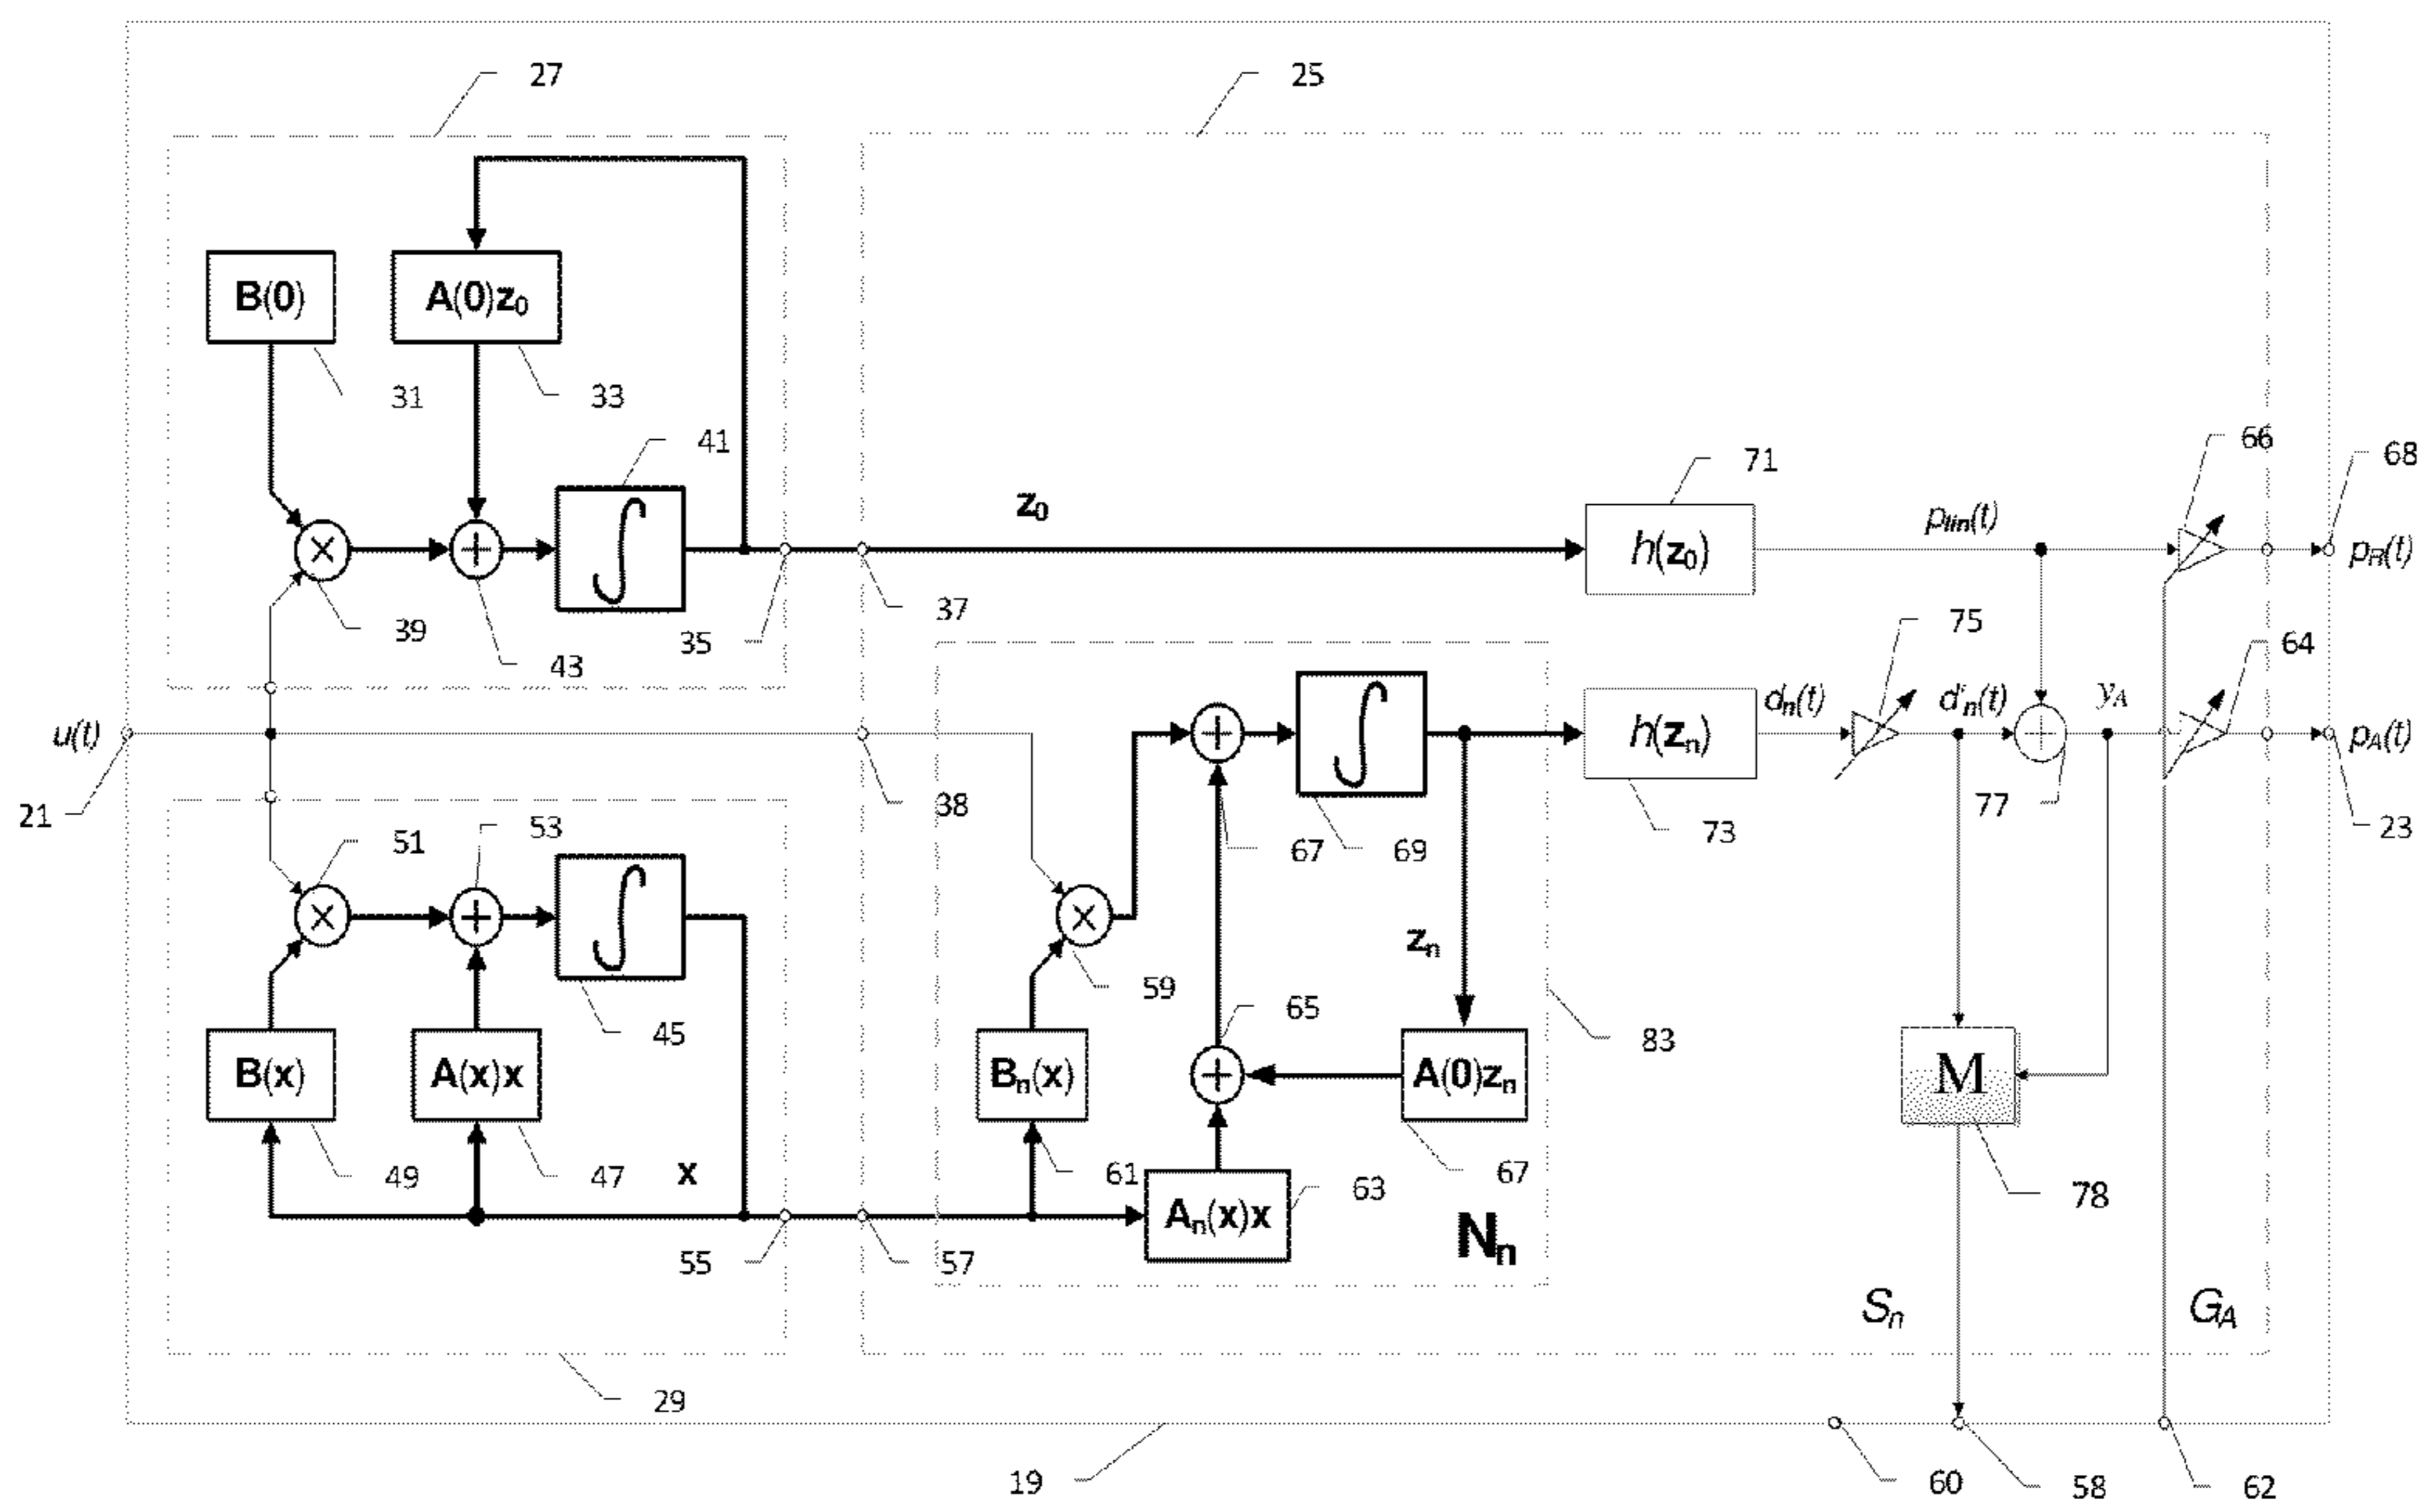 27
25
B(0)
A(0)z0
31
33
41
71
66
68
z0
plin(t)
h(z0)
pR(t)
39
43
35
37
75
64
u(t)
dn(t)
d'n(t)
yA
h(zn)
pA(t)
21
38
51
53
67
69
73
77
23
zn
59
65
45
83
B(x)
A(x)x
Bn(x)
A(0)zn
M
49
47
x
61
An(x)x
63
67
78
Nn
55
57
Sn
GA
29
19
60
58
62